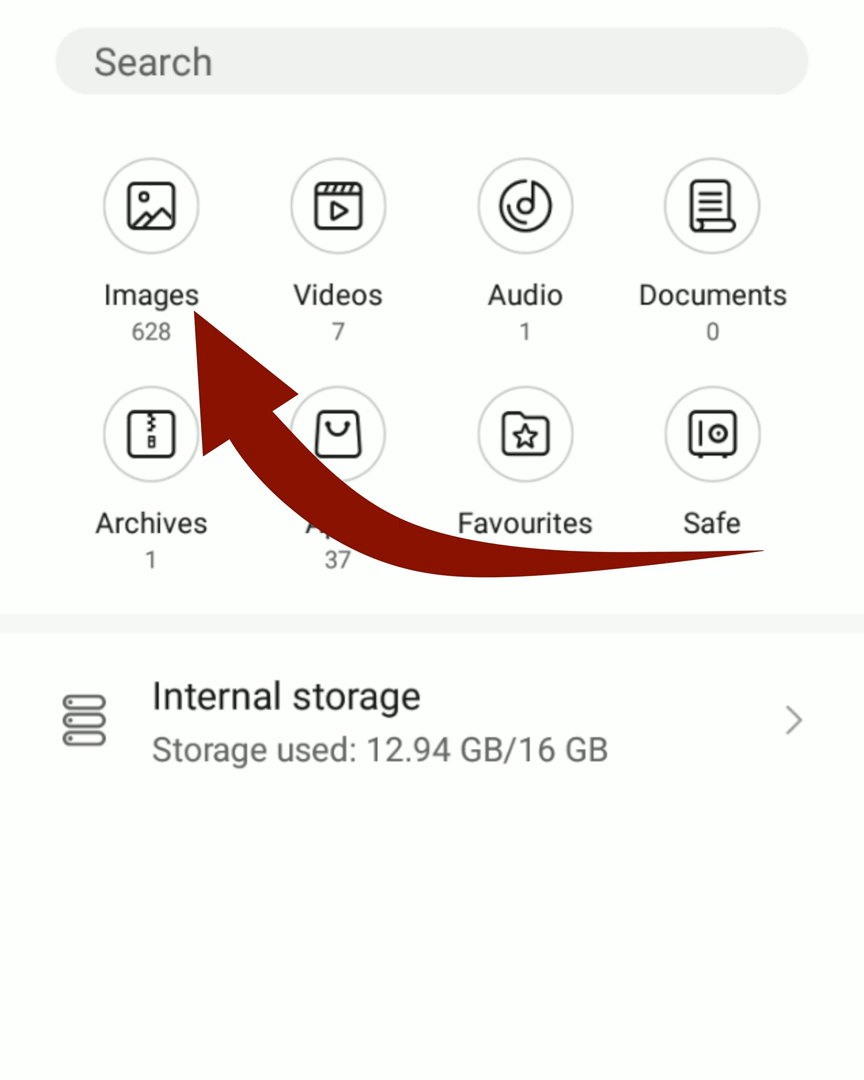 Search
Images Videos Audio Documents
628 7 1 0
Archives Favourites Safe
1 37
Internal storage
Storage used: 12.94 GB/16 GB